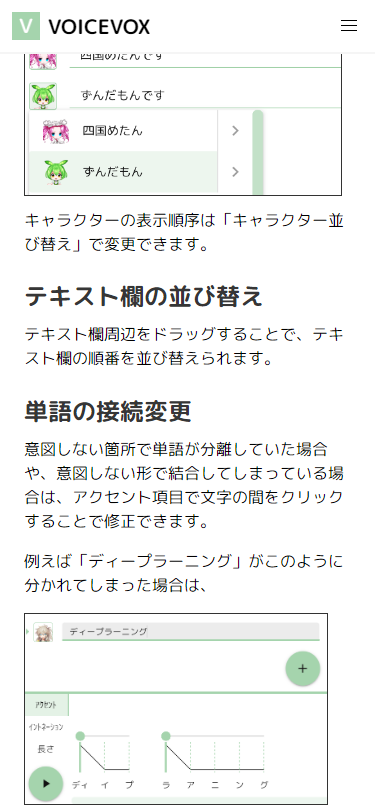 V VOICEVOX
四国めたんです
ずんだもんです
四国めたん
ずんだもん
キャラクターの表示順序は「キャラクター並
び替え」で変更できます。
テキスト欄の並び替え
テキスト欄周辺をドラッグすることで、テキ
スト欄の順番を並び替えられます。
単語の接続変更
意図しない箇所で単語が分離していた場合
や、意図しない形で結合してしまっている場
合は、アクセント項目で文字の間をクリック
することで修正できます。
例えば「ディープラーニング」がこのように
分かれてしまった場合は、
ディープラーニング
アクセント
イントネーション
長さ
ディ イ プ ラ ア ニ ン グ